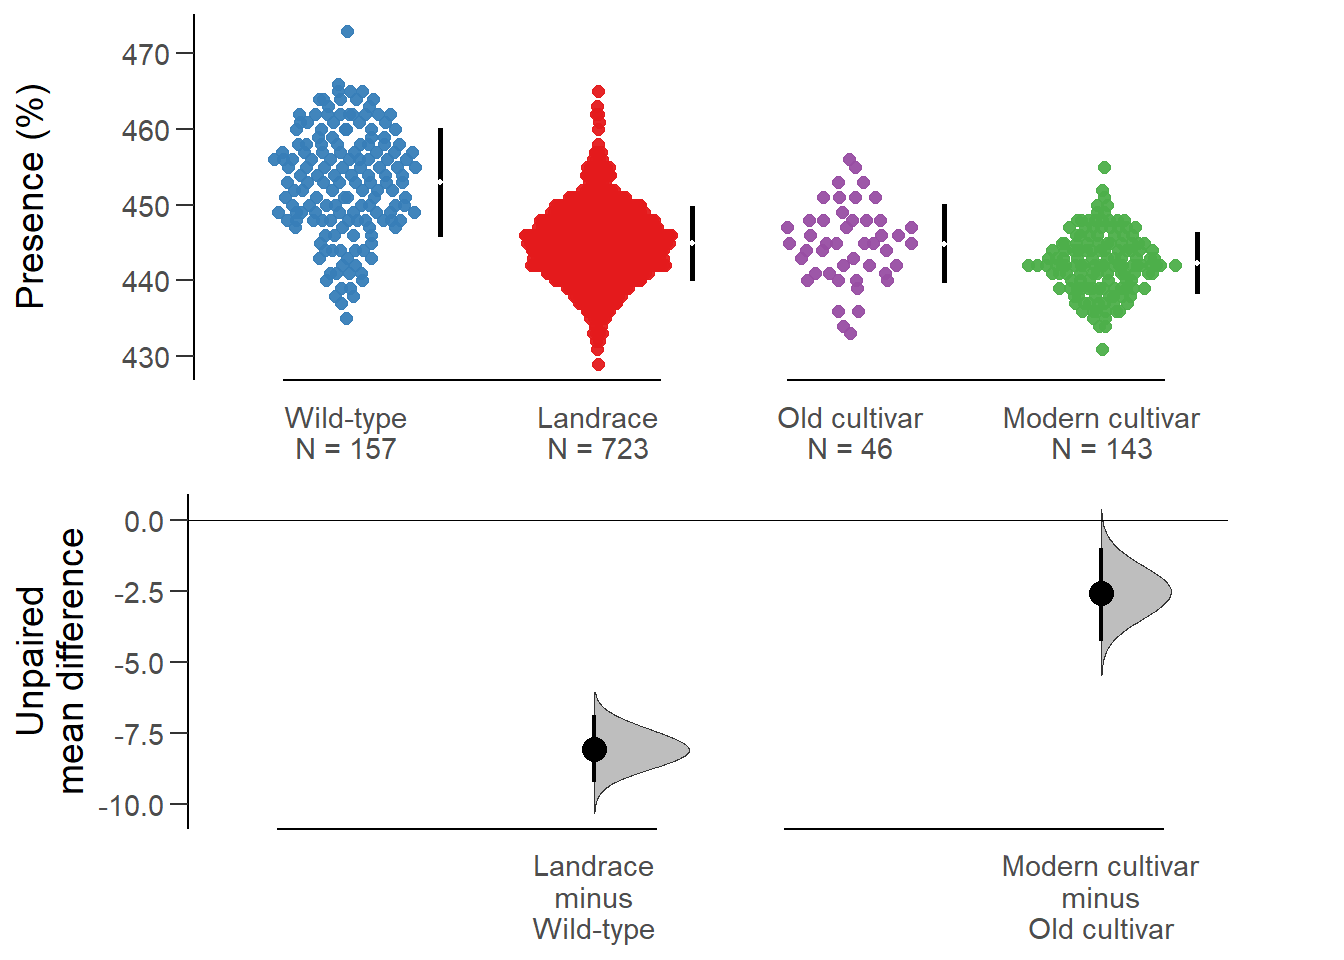 Presence (%)
470
460
450
440
430
Wild-type
N = 157
Landrace
N = 723
Old cultivar
N = 46
Modern cultivar
N = 143
Unpaired
mean difference
0.0
-2.5
-5.0
-7.5
-10.0
Landrace
minus
Wild-type
Modern cultivar
minus
Old cultivar